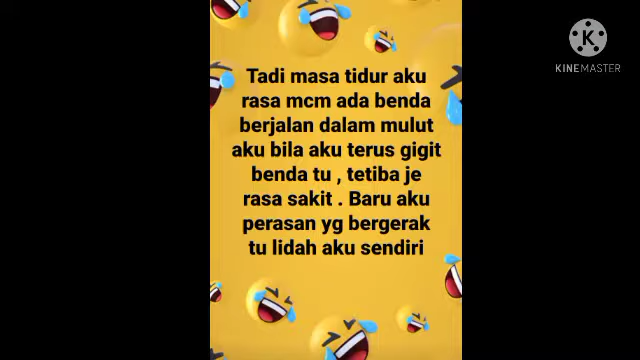 KINEMASTER
Tadi masa tidur aku
rasa mcm ada benda
berjalan dalam mulut
aku bila aku terus gigit
benda tu , tetiba je
rasa sakit . Baru aku
perasan yg bergerak
tu lidah aku sendiri